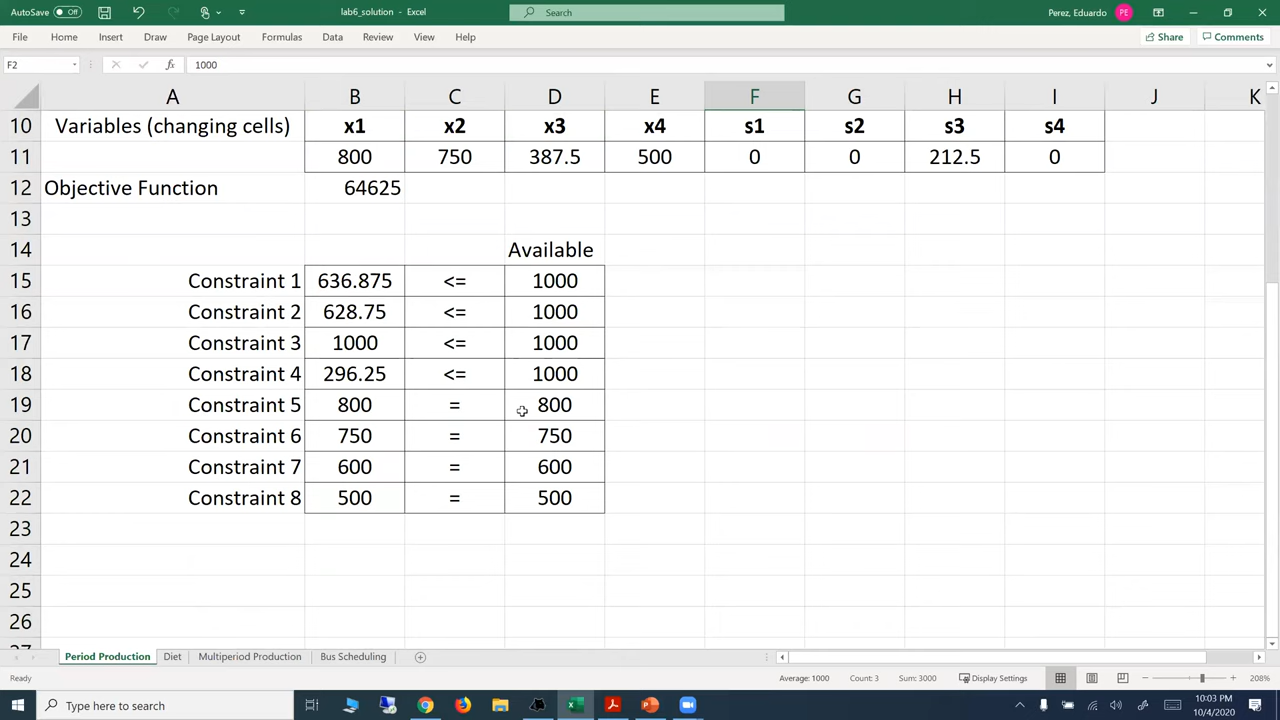 AutoSave Off lab6_solution - Excel Search Perez, Eduardo PE
File Home Insert Draw Page Layout Formulas Data Review View Help Share Comments
F2 fx 1000
A B C D E F G H I J K
10 Variables (changing cells) x1 x2 x3 x4 s1 s2 s3 s4
11 800 750 387.5 500 0 0 212.5 0
12 Objective Function 64625
13
14 Available
15 Constraint 1 636.875 <= 1000
16 Constraint 2 628.75 <= 1000
17 Constraint 3 1000 <= 1000
18 Constraint 4 296.25 <= 1000
19 Constraint 5 800 = 800
20 Constraint 6 750 = 750
21 Constraint 7 600 = 600
22 Constraint 8 500 = 500
23
24
25
26
27
Period Production Diet Multiperiod Production Bus Scheduling
Ready Average: 1000 Count: 3 Sum: 3000 Display Settings 208%
Type here to search 10:03 PM
10/4/2020